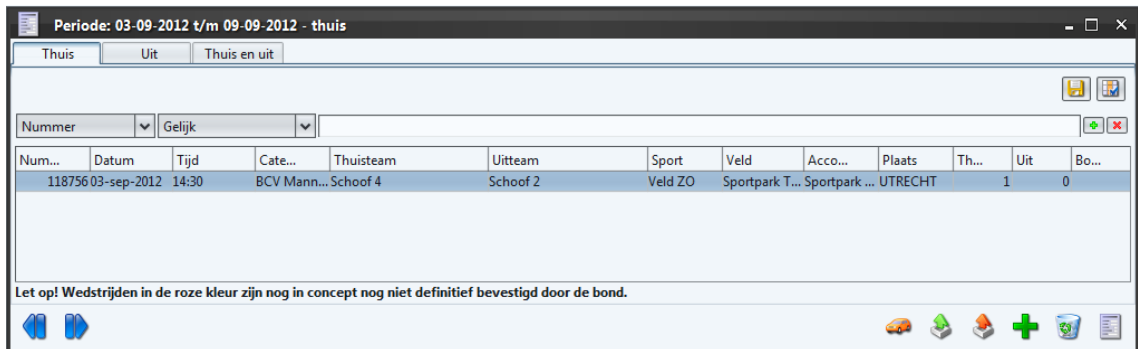 Periode: 03-09-2012 t/m 09-09-2012 - thuis
Thuis Uit Thuis en uit
Nummer Gelijk
Num... Datum Tijd Cate... Thuisteam Uitteam Sport Veld Acco... Plaats Th... Uit Bo...
118756 03-sep-2012 14:30 BCV Mann... Schoof 4 Schoof 2 Veld ZO Sportpark T... Sportpark ... UTRECHT 1 0
Let op! Wedstrijden in de roze kleur zijn nog in concept nog niet definitief bevestigd door de bond.